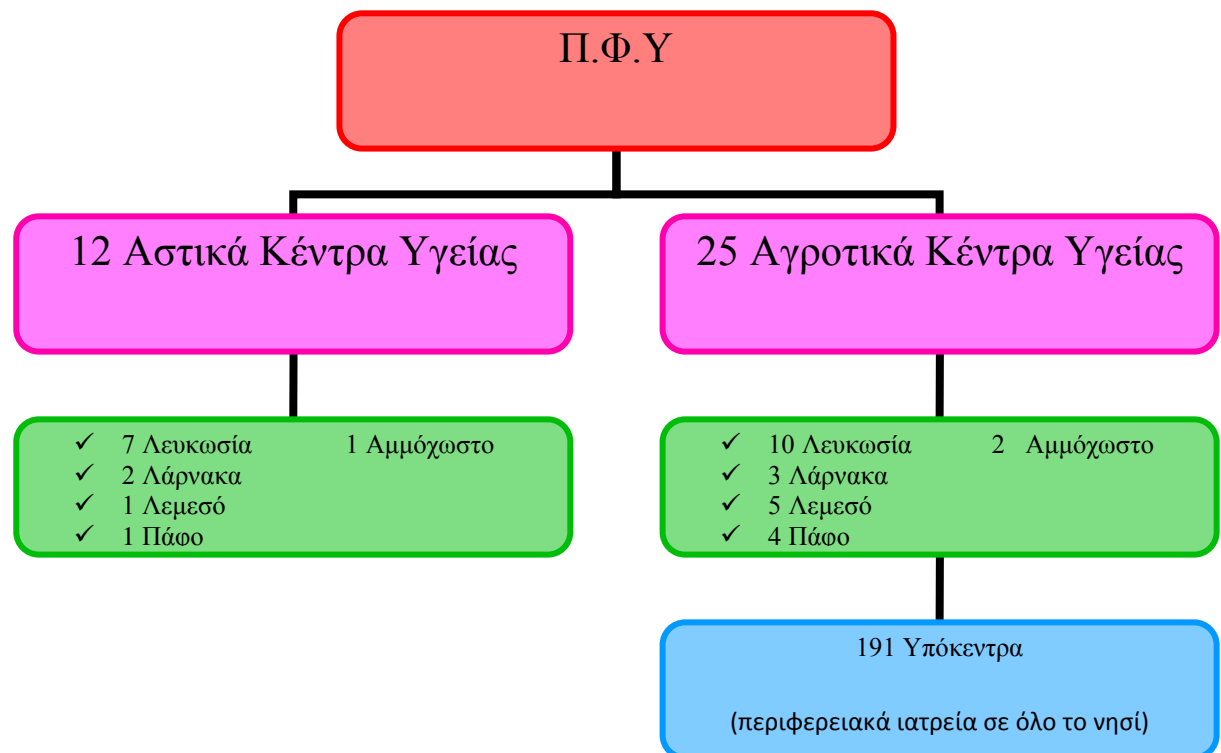 Π.Φ.Υ
12 Αστικά Κέντρα Υγείας
25 Αγροτικά Κέντρα Υγείας
✓ 7 Λευκωσία 1 Αμμόχωστο
✓ 2 Λάρνακα
✓ 1 Λεμεσό
✓ 1 Πάφο
✓ 10 Λευκωσία 2 Αμμόχωστο
✓ 3 Λάρνακα
✓ 5 Λεμεσό
✓ 4 Πάφο
191 Υπόκεντρα
(περιφερειακά ιατρεία σε όλο το νησί)